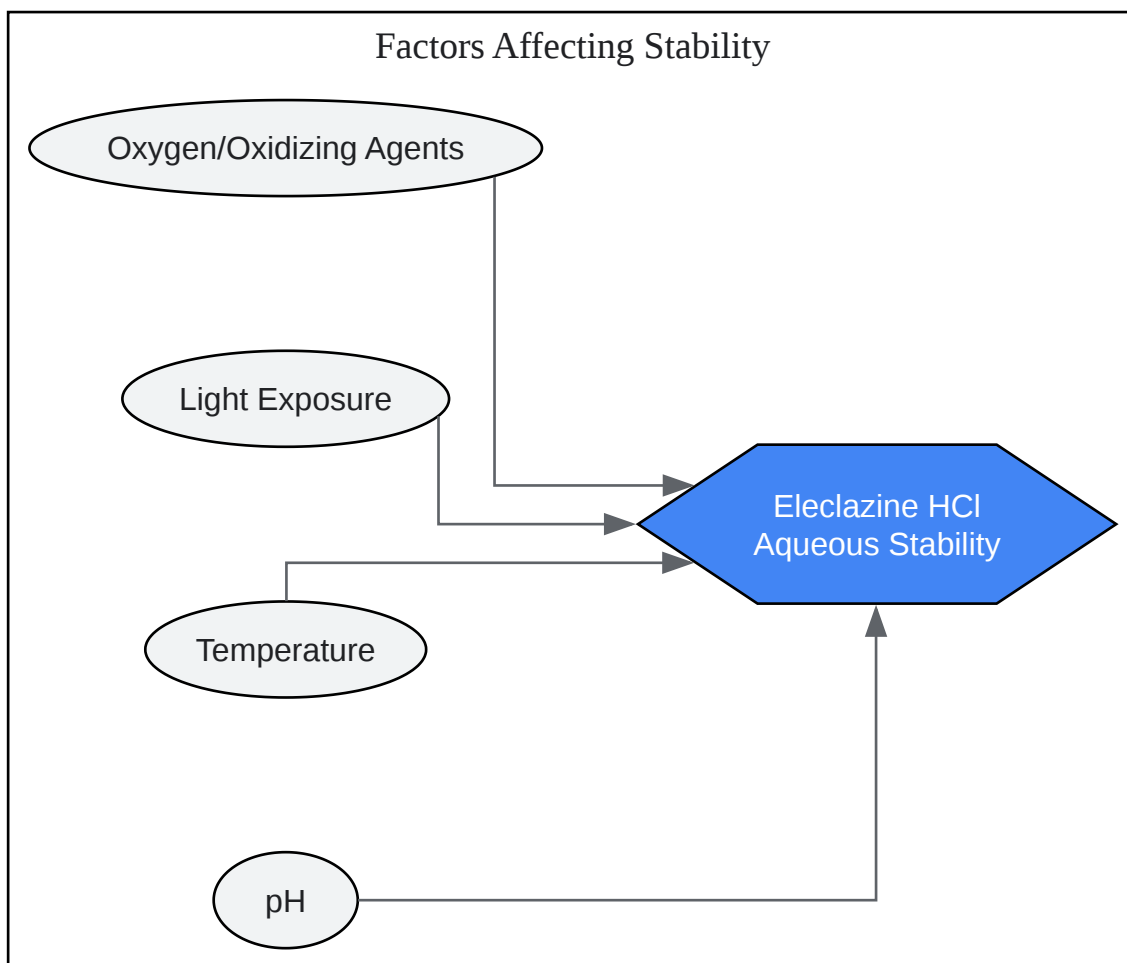 Factors Affecting Stability
Oxygen/Oxidizing Agents
Light Exposure
Eleclazine HCl
Aqueous Stability
Temperature
pH